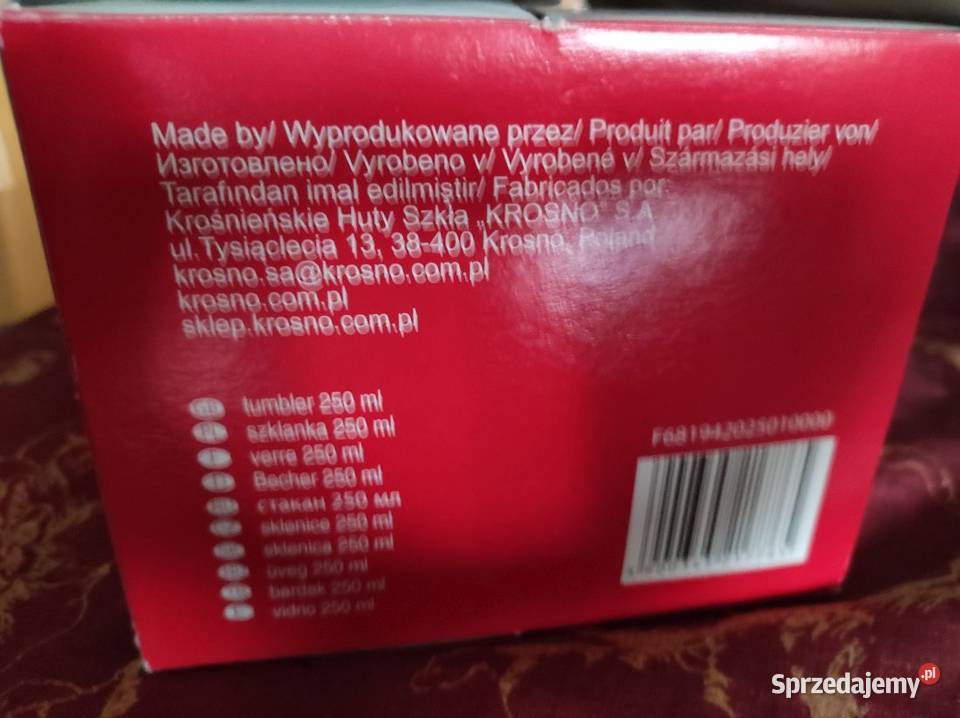 Made by/ Wyprodukowane przez/ Produit par/ Produzier von/
Изготовлено/ Vyrobeno v/ Vyrobené v/ Származási hely/
Tarafından imal edilmiştir/ Fabricados por:
Krośnieńskie Huty Szkła „KROSNO" S.A
ul.Tysiąclecia 13, 38-400 Krosno, Poland
krosno.sa@krosno.com.pl
krosno.com.pl
sklep.krosno.com.pl
tumbler 250 ml
szklanka 250 ml
verre 250 ml
Becher 250 ml
стакан 250 мл
sklenice 250 ml
sklenica 250 ml
üveg 250 ml
bardak 250 ml
vidrio 250 ml
F681942025010000
Sprzedajemy.pl